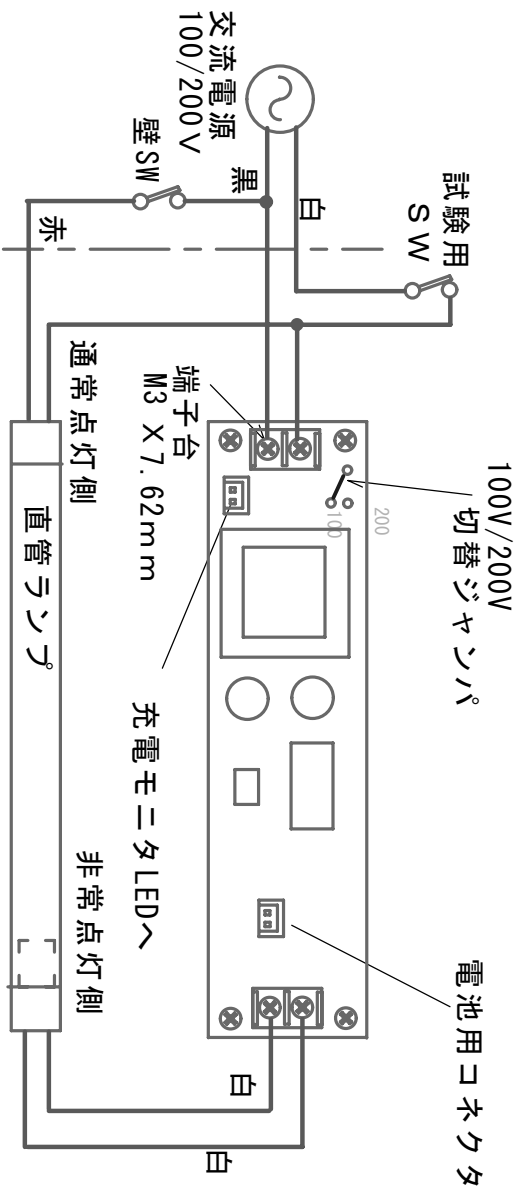 交流電源
100/200V
黒
白
壁SW
赤
試験用
SW
通常点灯側
直管ランプ
非常点灯側
端子台
M3 X7.62mm
100V/200V
切替ジャンパ
200
100
充電モニタLEDへ
電池用コネクタ
白
白